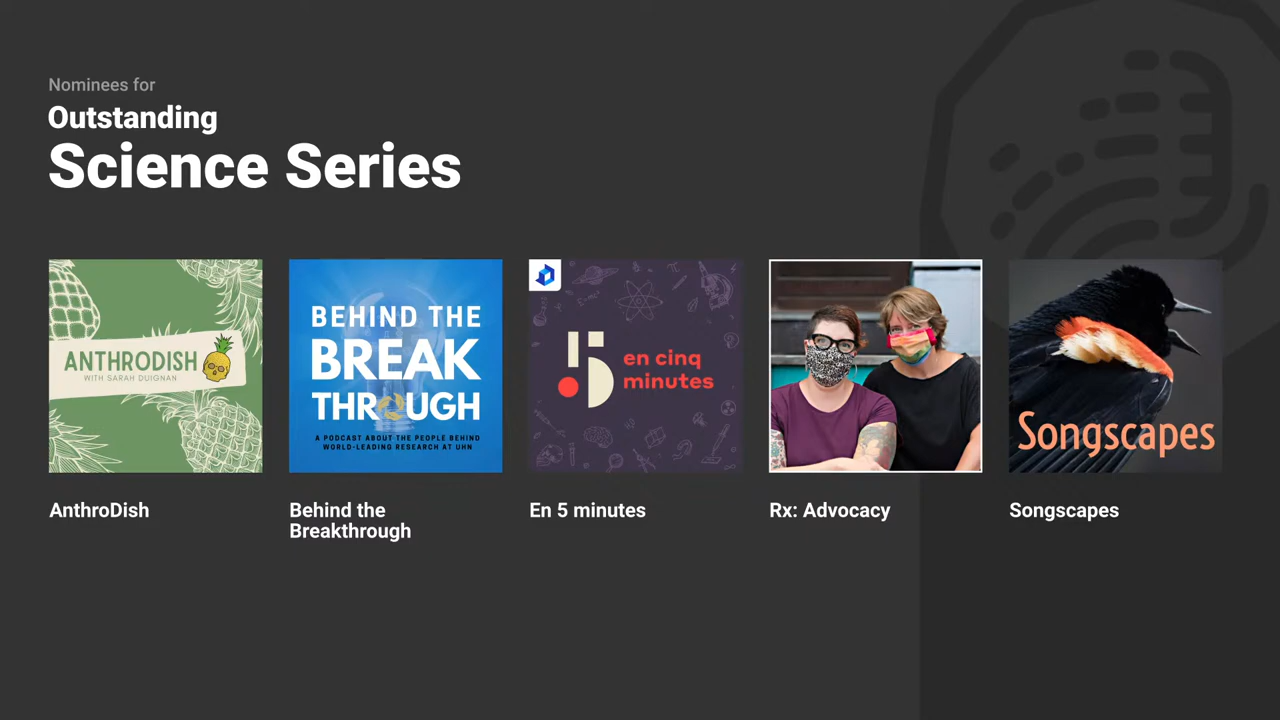 Nominees for
Outstanding
Science Series
ANTHRODISH
WITH SARAH DUIGNAN
BEHIND THE
BREAK
THROUGH
A PODCAST ABOUT THE PEOPLE BEHIND
WORLD-LEADING RESEARCH AT UHN
5
en cinq
minutes
Songscapes
AnthroDish
Behind the
Breakthrough
En 5 minutes
Rx: Advocacy
Songscapes